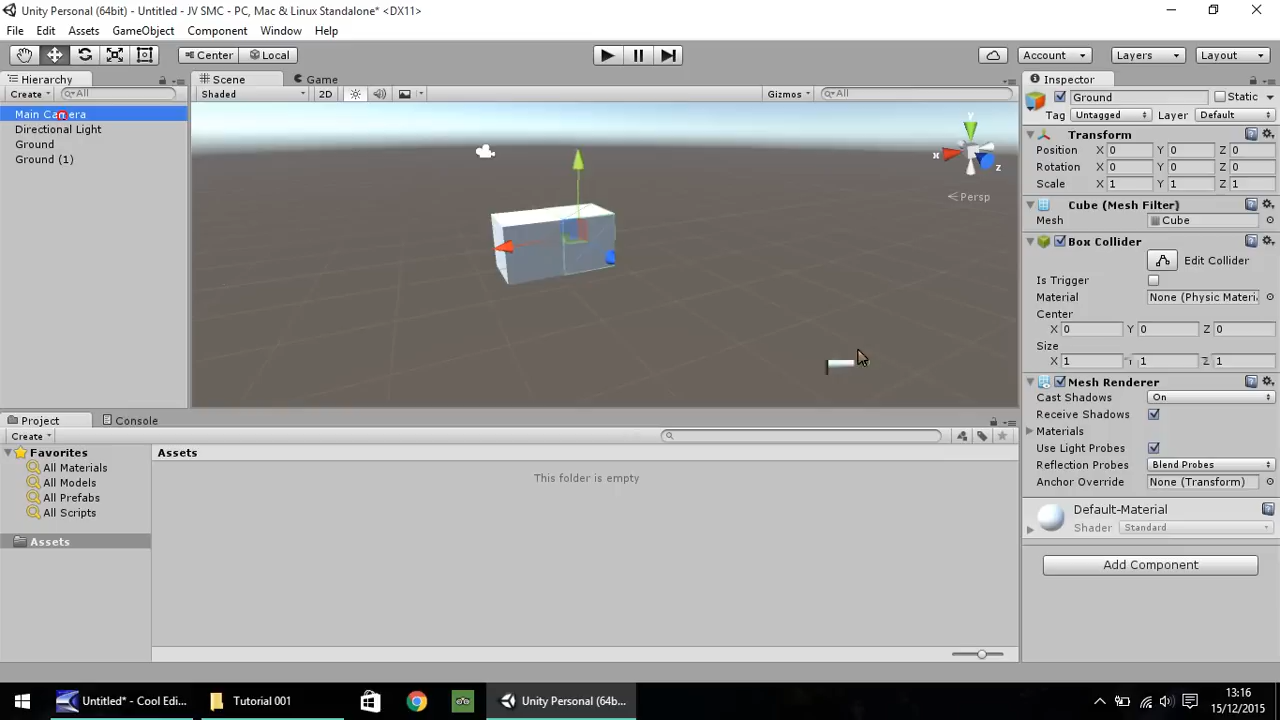 Unity Personal (64bit) - Untitled - JV SMC - PC, Mac & Linux Standalone* <DX11>
File Edit Assets GameObject Component Window Help
Center Local Account Layers Layout
Hierarchy Scene Game Inspector
Create All Shaded 2D Gizmos All Ground Static
Main Camera
Directional Light
Ground
Ground (1)
y
x
z
Persp
Tag Untagged Layer Default
Transform
Position X 0 Y 0 Z 0
Rotation X 0 Y 0 Z 0
Scale X 1 Y 1 Z 1
Cube (Mesh Filter)
Mesh Cube
Box Collider
Edit Collider
Is Trigger
Material None (Physic Materi
Center
X 0 Y 0 Z 0
Size
X 1 Y 1 Z 1
Mesh Renderer
Cast Shadows On
Receive Shadows
Materials
Use Light Probes
Reflection Probes Blend Probes
Anchor Override None (Transform)
Default-Material
Shader Standard
Add Component
Project Console
Create
Favorites
All Materials
All Models
All Prefabs
All Scripts
Assets
Assets
This folder is empty
Untitled* - Cool Edi...
Tutorial 001
Unity Personal (64b...
13:16
15/12/2015